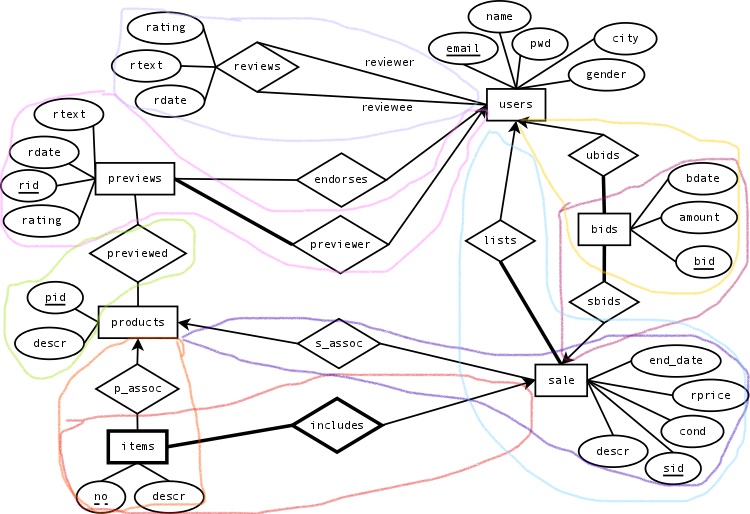 name
rating
city
email
pwd
reviews
reviewer
rtext
gender
rdate
reviewee
users
rtext
ubids
rdate
previews
endorses
bdate
rid
amount
rating
bids
lists
previewer
previewed
bid
pid
sbids
products
descr
s_assoc
end_date
sale
p_assoc
rprice
includes
cond
items
descr
sid
no
descr